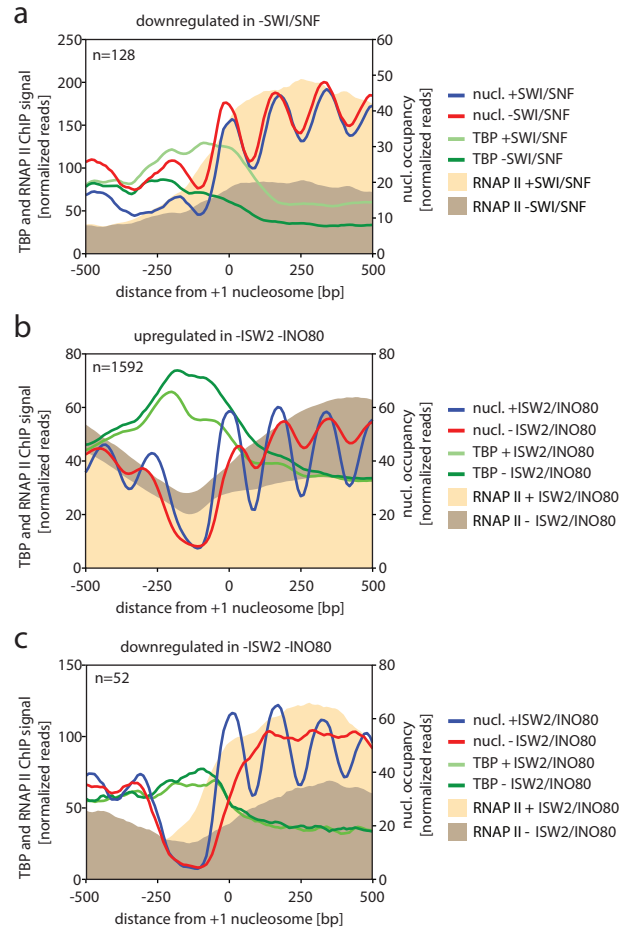 a
downregulated in -SWI/SNF
n=128
TBP and RNAP II ChIP signal
[normalized reads]
250
200
150
100
50
0
60
50
40
30
20
10
0
nucl. occupancy
[normalized reads]
-500
-250
0
250
500
distance from +1 nucleosome [bp]
nucl. +SWI/SNF
nucl. -SWI/SNF
TBP +SWI/SNF
TBP -SWI/SNF
RNAP II +SWI/SNF
RNAP II -SWI/SNF
b
upregulated in -ISW2 -INO80
n=1592
TBP and RNAP II ChIP signal
[normalized reads]
80
60
40
20
0
80
60
40
20
0
nucl. occupancy
[normalized reads]
-500
-250
0
250
500
distance from +1 nucleosome [bp]
nucl. +ISW2/INO80
nucl. - ISW2/INO80
TBP + ISW2/INO80
TBP - ISW2/INO80
RNAP II + ISW2/INO80
RNAP II - ISW2/INO80
c
downregulated in -ISW2 -INO80
n=52
TBP and RNAP II ChIP signal
[normalized reads]
150
100
50
0
80
60
40
20
0
nucl. occupancy
[normalized reads]
-500
-250
0
250
500
distance from +1 nucleosome [bp]
nucl. +ISW2/INO80
nucl. - ISW2/INO80
TBP + ISW2/INO80
TBP - ISW2/INO80
RNAP II + ISW2/INO80
RNAP II - ISW2/INO80